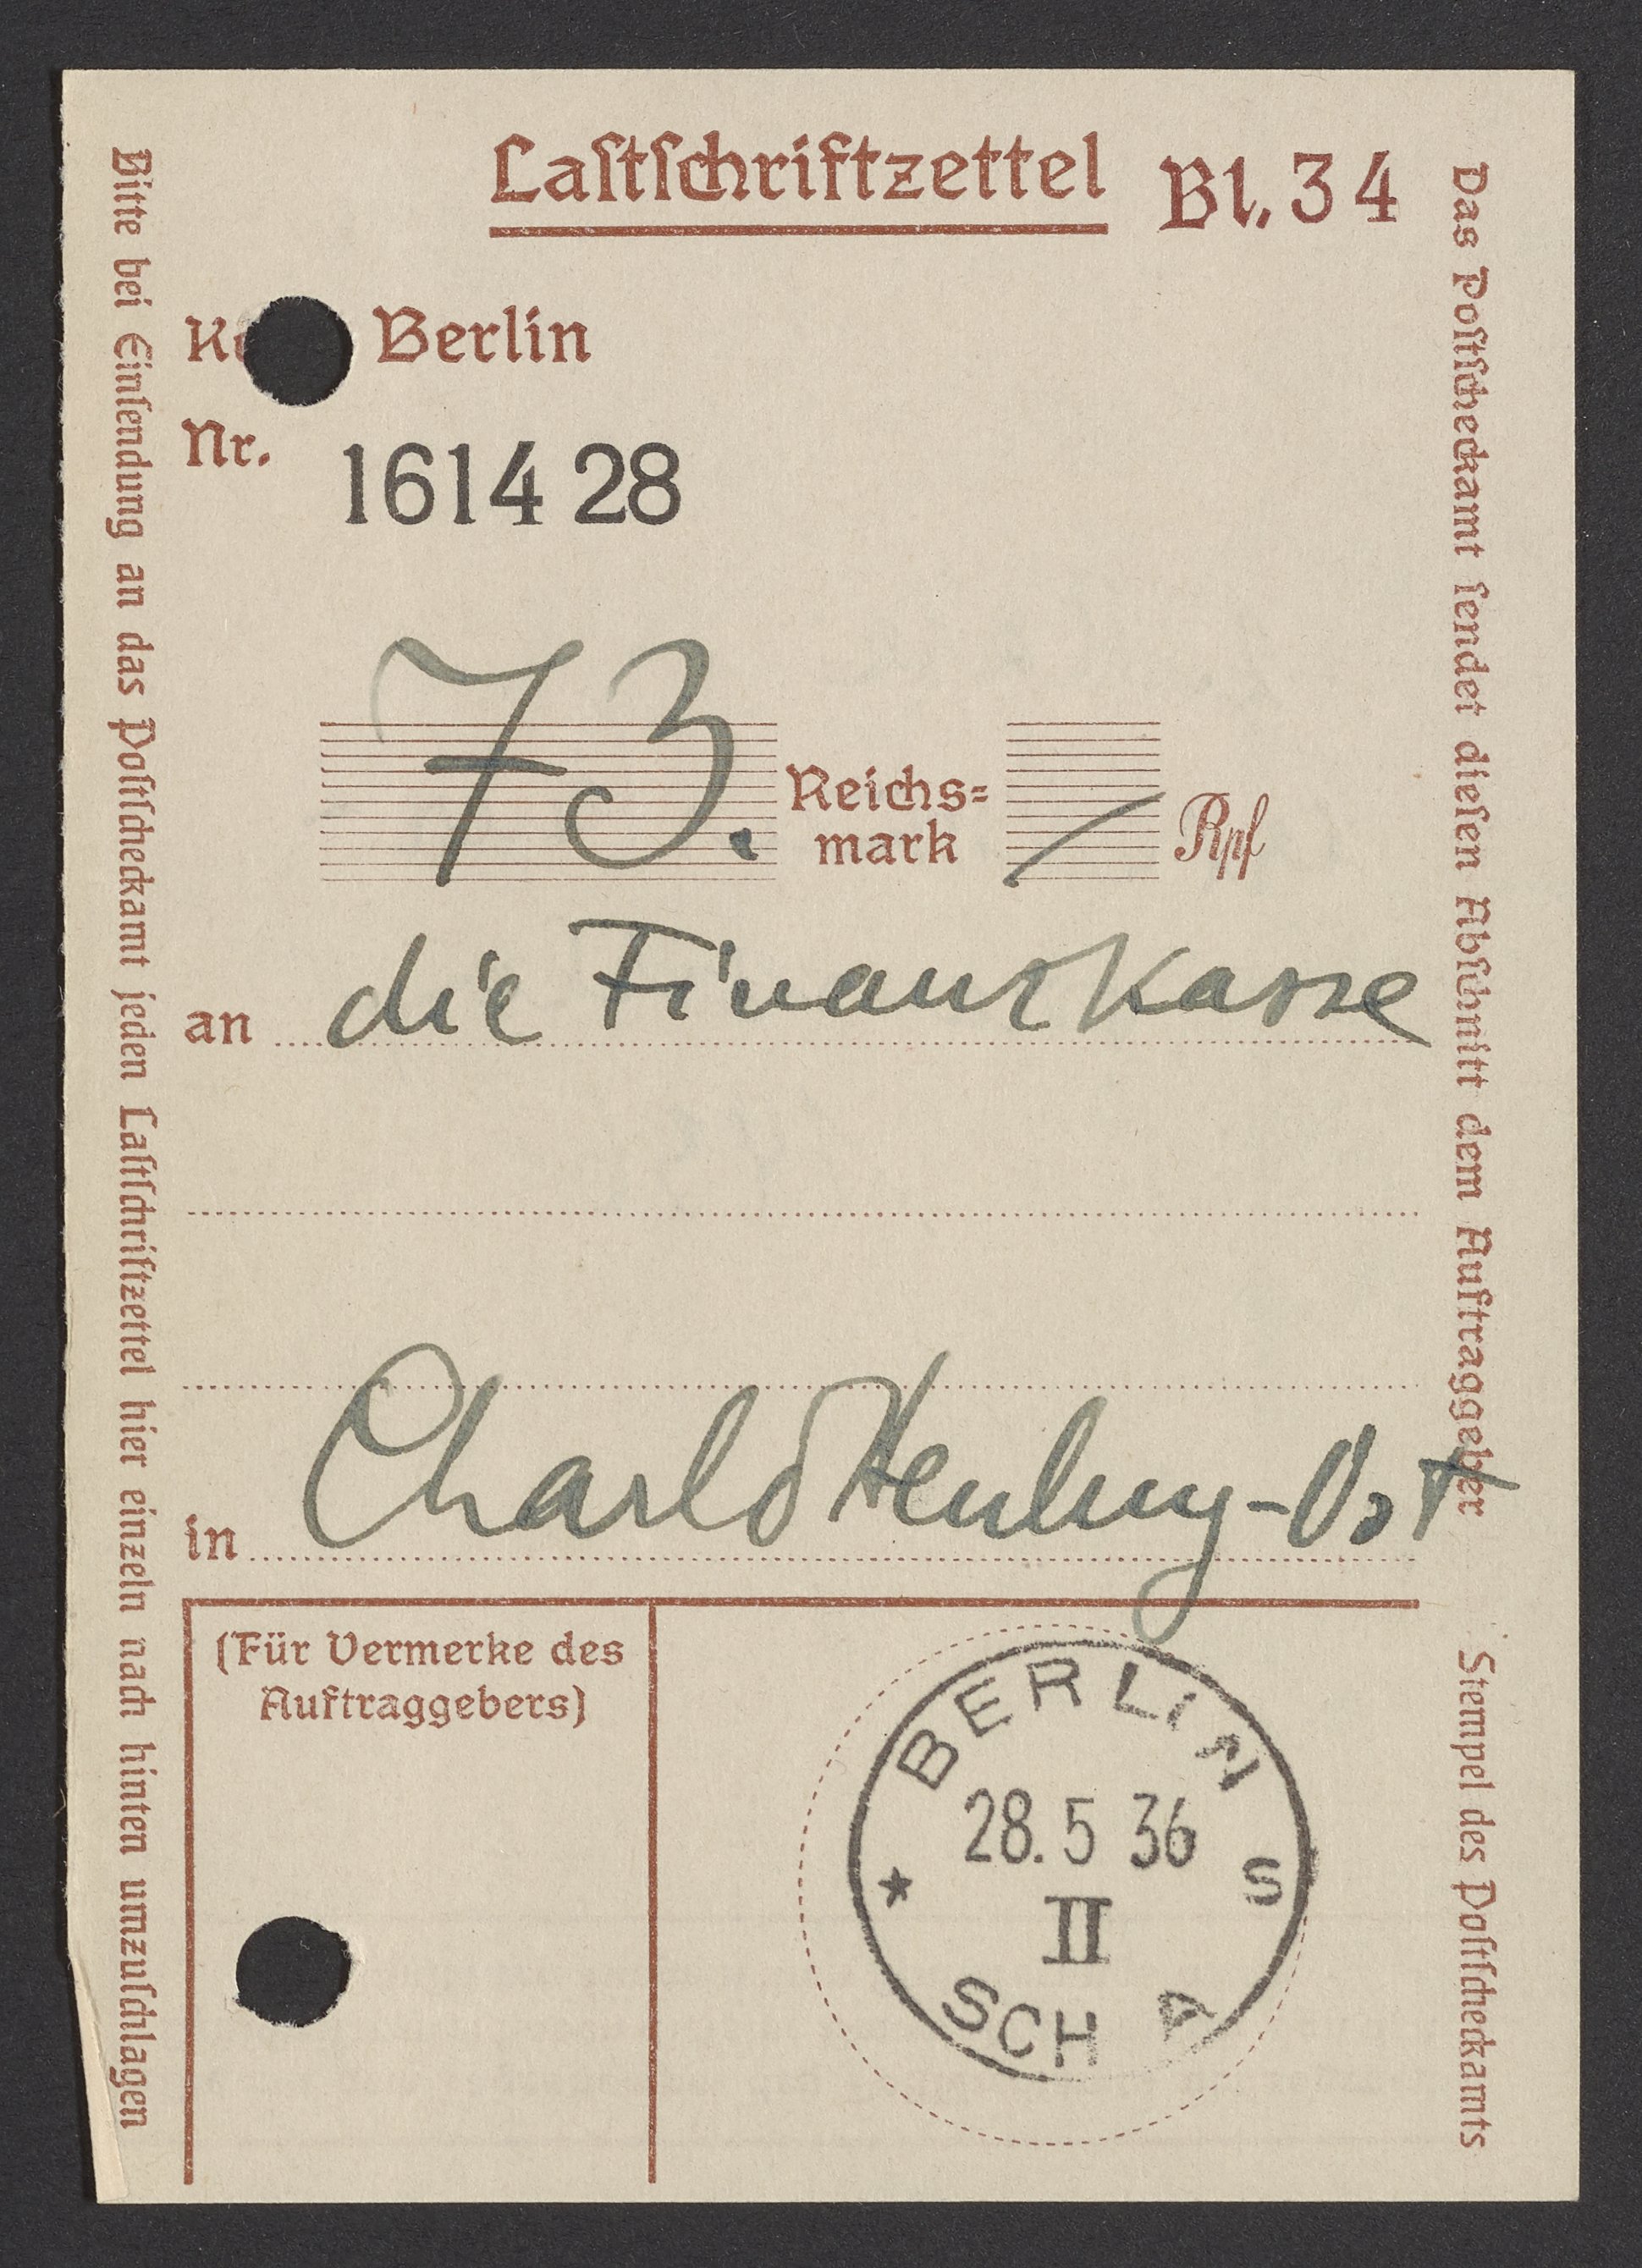 Laſtſchriftzettel Bl. 34
Berlin
Nr.
1614 28
73. Reichs=
mark
Rpf
an die Finanzkasse
in Charlottenburg-Ost
(Für Vermerke des
Auftraggebers)
BERLIN S
28. 5 36
II
SCH A
Bitte bei Einſendung an das Poſtſcheckamt jeden Laſtſchriftzettel hier einzeln nach hinten umzuſchlagen
Das Poſtſcheckamt ſendet dieſen Abſchnitt dem Auftraggeber
Stempel des Poſtſcheckamts